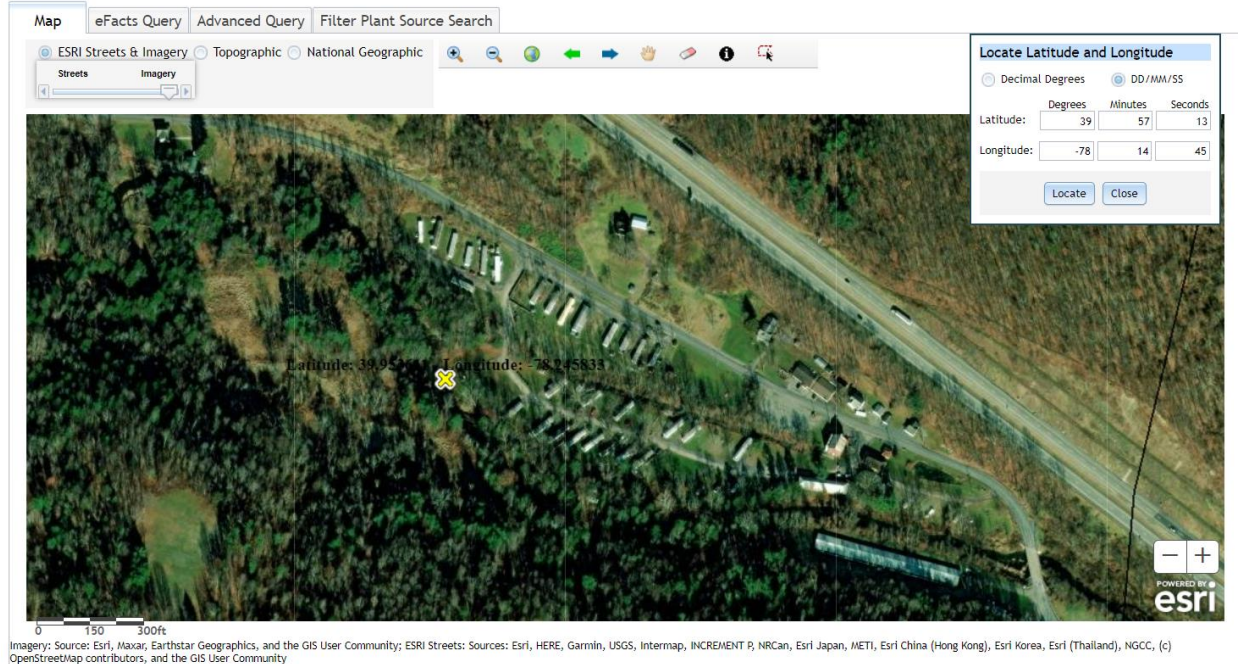 Map eFacts Query Advanced Query Filter Plant Source Search
ESRI Streets & Imagery Topographic National Geographic
Streets Imagery
Locate Latitude and Longitude
Decimal Degrees DD/MM/SS
Degrees Minutes Seconds
Latitude: 39 57 13
Longitude: -78 14 45
Locate Close
Latitude: Longitude: -78.245833
POWERED BY
esri
0 150 300ft
Imagery: Source: Esri, Maxar, Earthstar Geographics, and the GIS User Community; ESRI Streets: Sources: Esri, HERE, Garmin, USGS, Intermap, INCREMENT P, NRCan, Esri Japan, METI, Esri China (Hong Kong), Esri Korea, Esri (Thailand), NGCC, (c)
OpenStreetMap contributors, and the GIS User Community